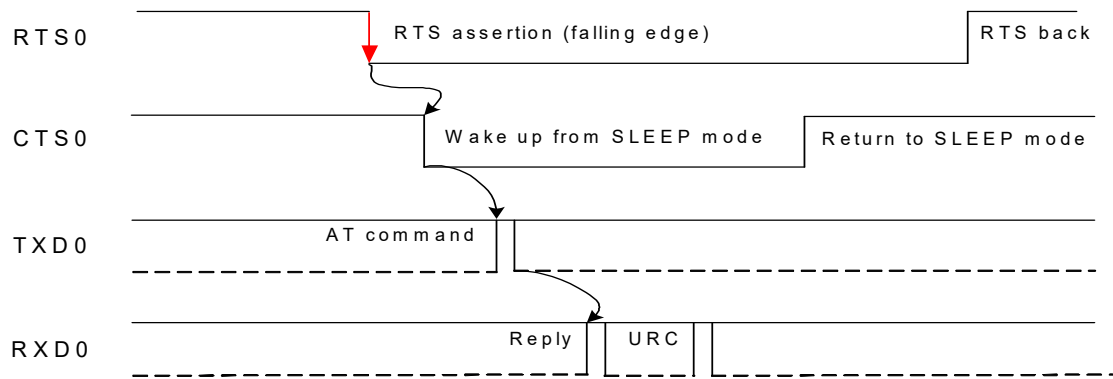 RTS0
RTS assertion (falling edge)
RTS back
CTS0
Wake up from SLEEP mode
Return to SLEEP mode
TXD0
AT command
RXD0
Reply
URC